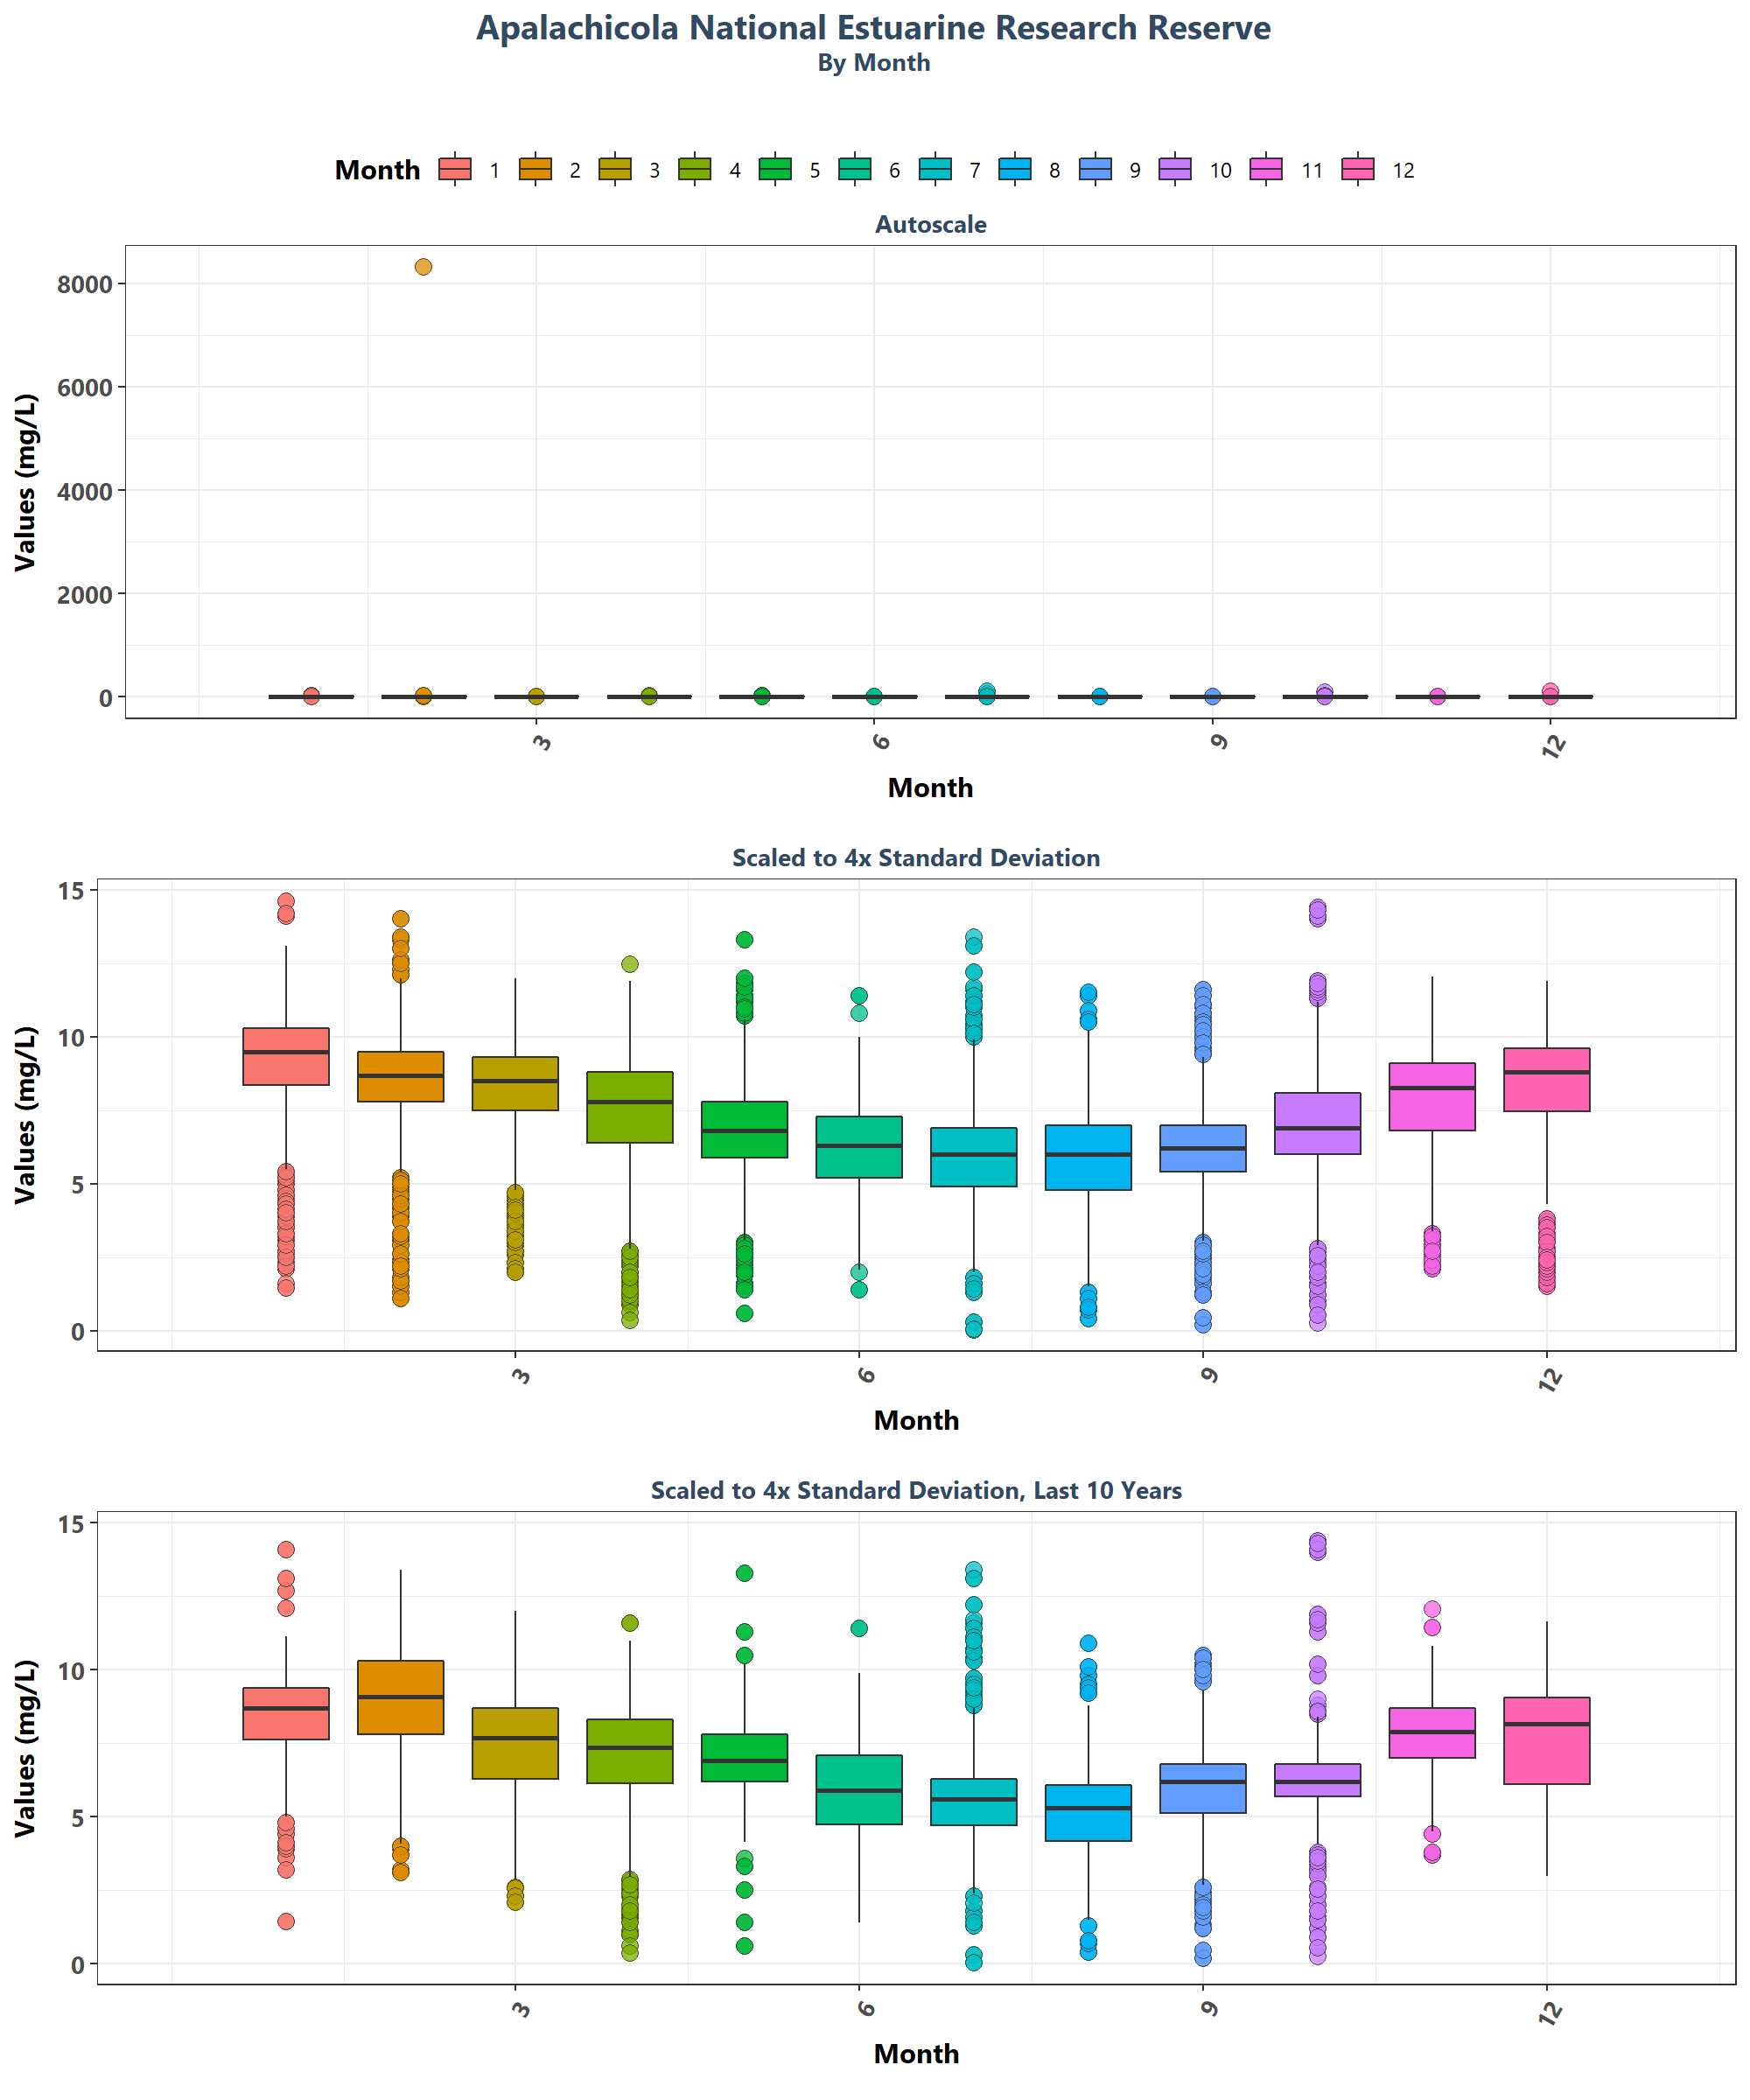 Apalachicola National Estuarine Research Reserve
By Month
Month 1 2 3 4 5 6 7 8 9 10 11 12
Autoscale
8000
6000
4000
2000
0
Values (mg/L)
3 6 9 12
Month
Scaled to 4x Standard Deviation
15
10
5
0
Values (mg/L)
3 6 9 12
Month
Scaled to 4x Standard Deviation, Last 10 Years
15
10
5
0
Values (mg/L)
3 6 9 12
Month